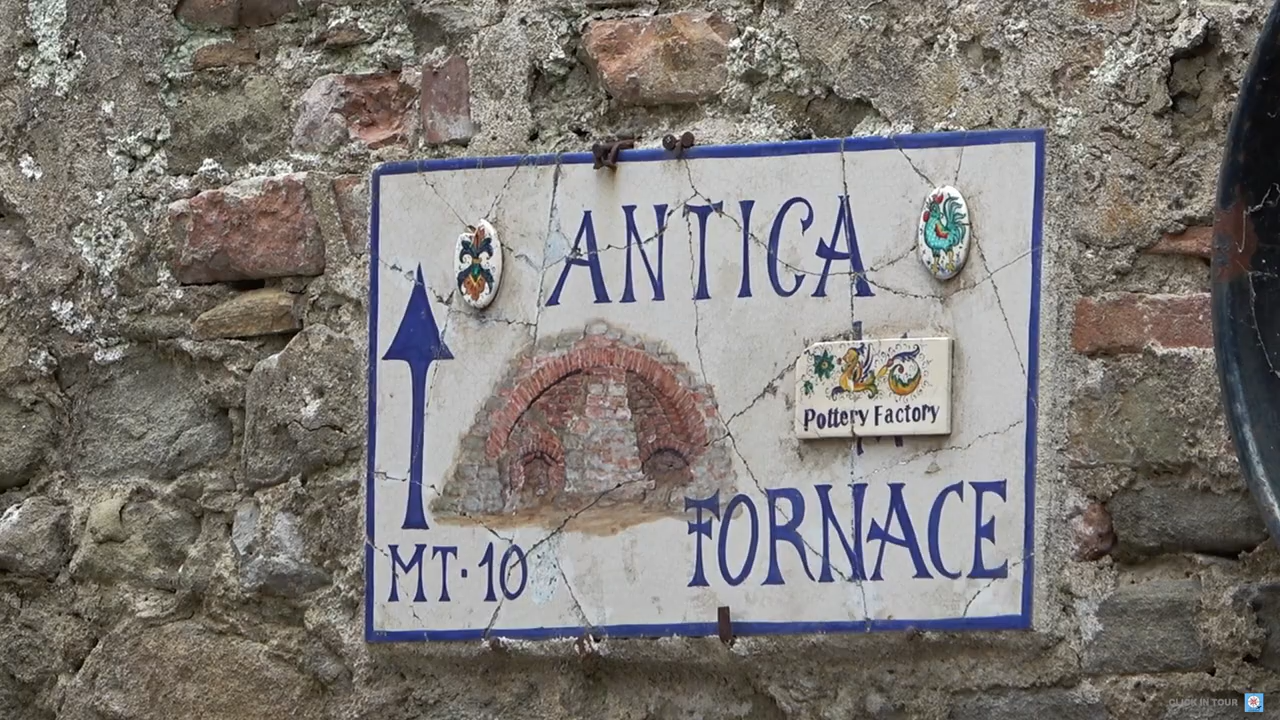 ANTICA
Pottery Factory
FORNACE
MT·10
CLICK IN TOUR